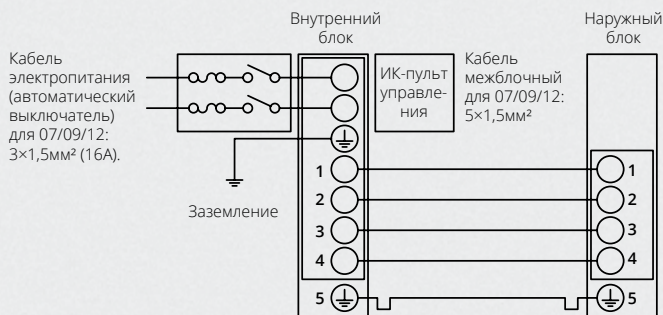 Внутренний
блок
Наружный
блок
Кабель
электропитания
(автоматический
выключатель)
для 07/09/12:
3×1,5мм² (16А).
ИК-пульт
управле-
ния
Кабель
межблочный
для 07/09/12:
5×1,5мм²
Заземление
1
2
3
4
5
1
2
3
4
5